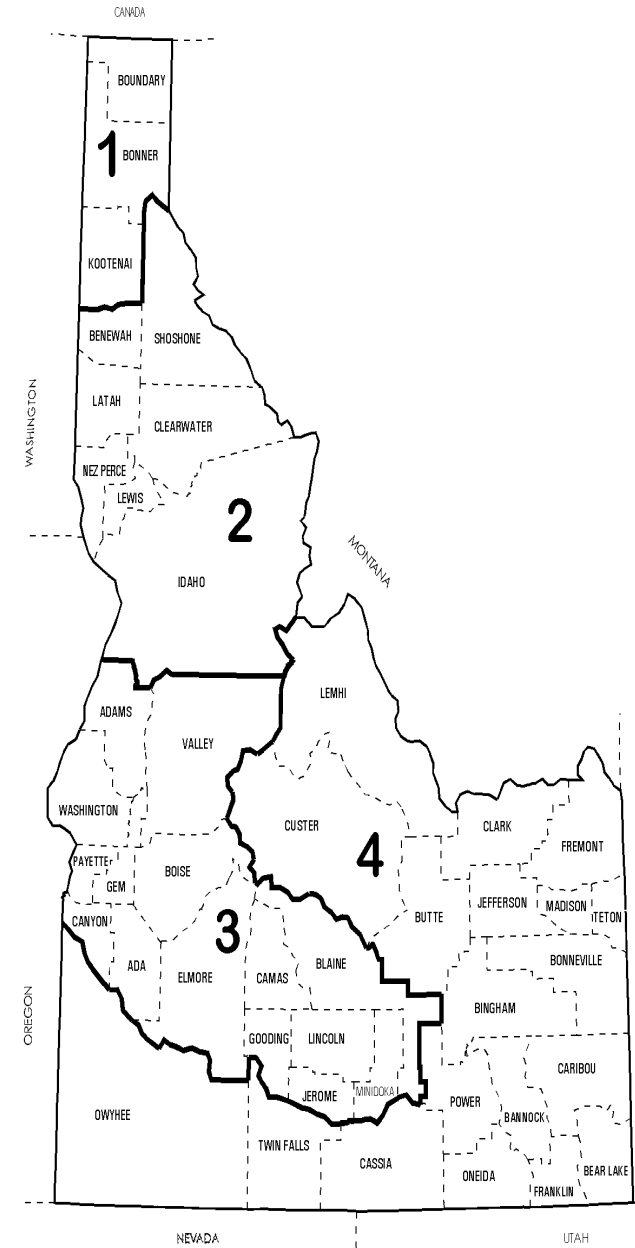 CANADA
BOUNDARY
1
BONNER
KOOTENAI
BENEWAH
SHOSHONE
WASHINGTON
LATAH
CLEARWATER
NEZ PERCE
LEWIS
2
MONTANA
IDAHO
LEMHI
ADAMS
VALLEY
WASHINGTON
CUSTER
CLARK
4
FREMONT
PAYETTE
BOISE
GEM
JEFFERSON
MADISON
TETON
CANYON
3
BUTTE
ADA
ELMORE
CAMAS
BLAINE
BONNEVILLE
OREGON
BINGHAM
GOODING
LINCOLN
CARIBOU
JEROME
MINIDOKA
POWER
OWYHEE
BANNOCK
TWIN FALLS
CASSIA
ONEIDA
BEAR LAKE
FRANKLIN
NEVADA
UTAH